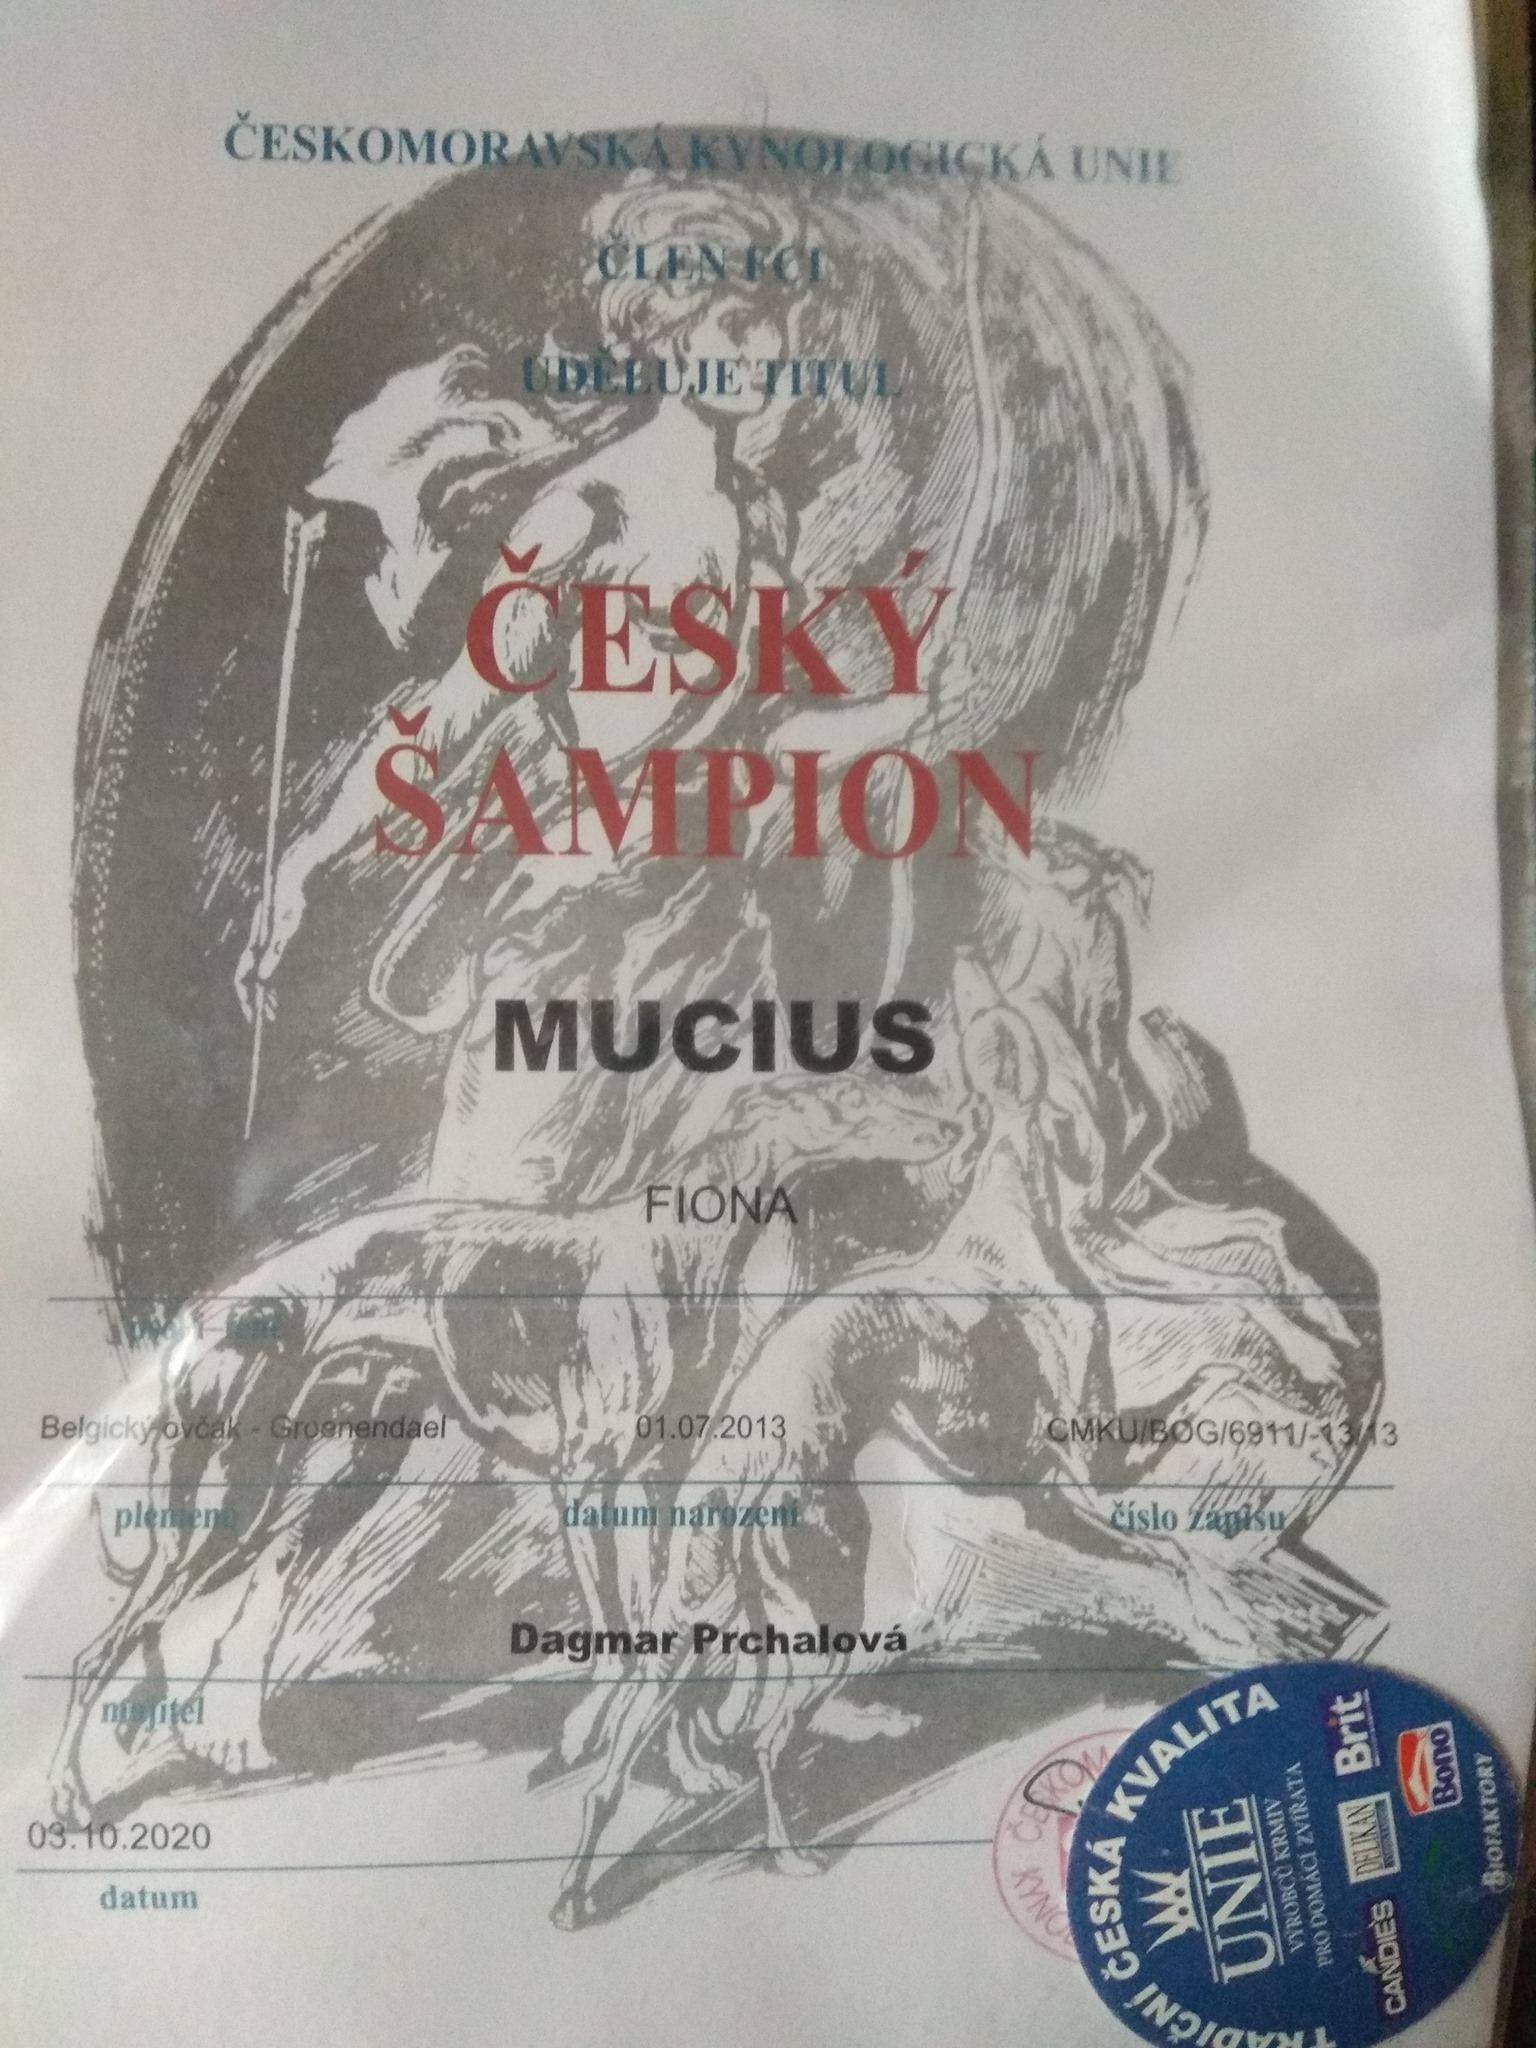 ČESKOMORAVSKÁ KYNOLOGICKÁ UNIE
ČLEN FCI
UDĚLUJE TITUL
ČESKÝ
ŠAMPION
MUCIUS
FIONA
Belgický ovčák - Groenendael 01.07.2013 CMKU/BOG/6911/-13/13
plemeno datum narození číslo zápisu
Dagmar Prchalová
majitel
03.10.2020
datum
TRADIČNÍ ČESKÁ KVALITA
UNIE
VÝROBCŮ KRMIV
PRO DOMÁCÍ ZVÍŘATA
CANDIES
DELIKAN
Brit
Bono
BIOFAKTORY